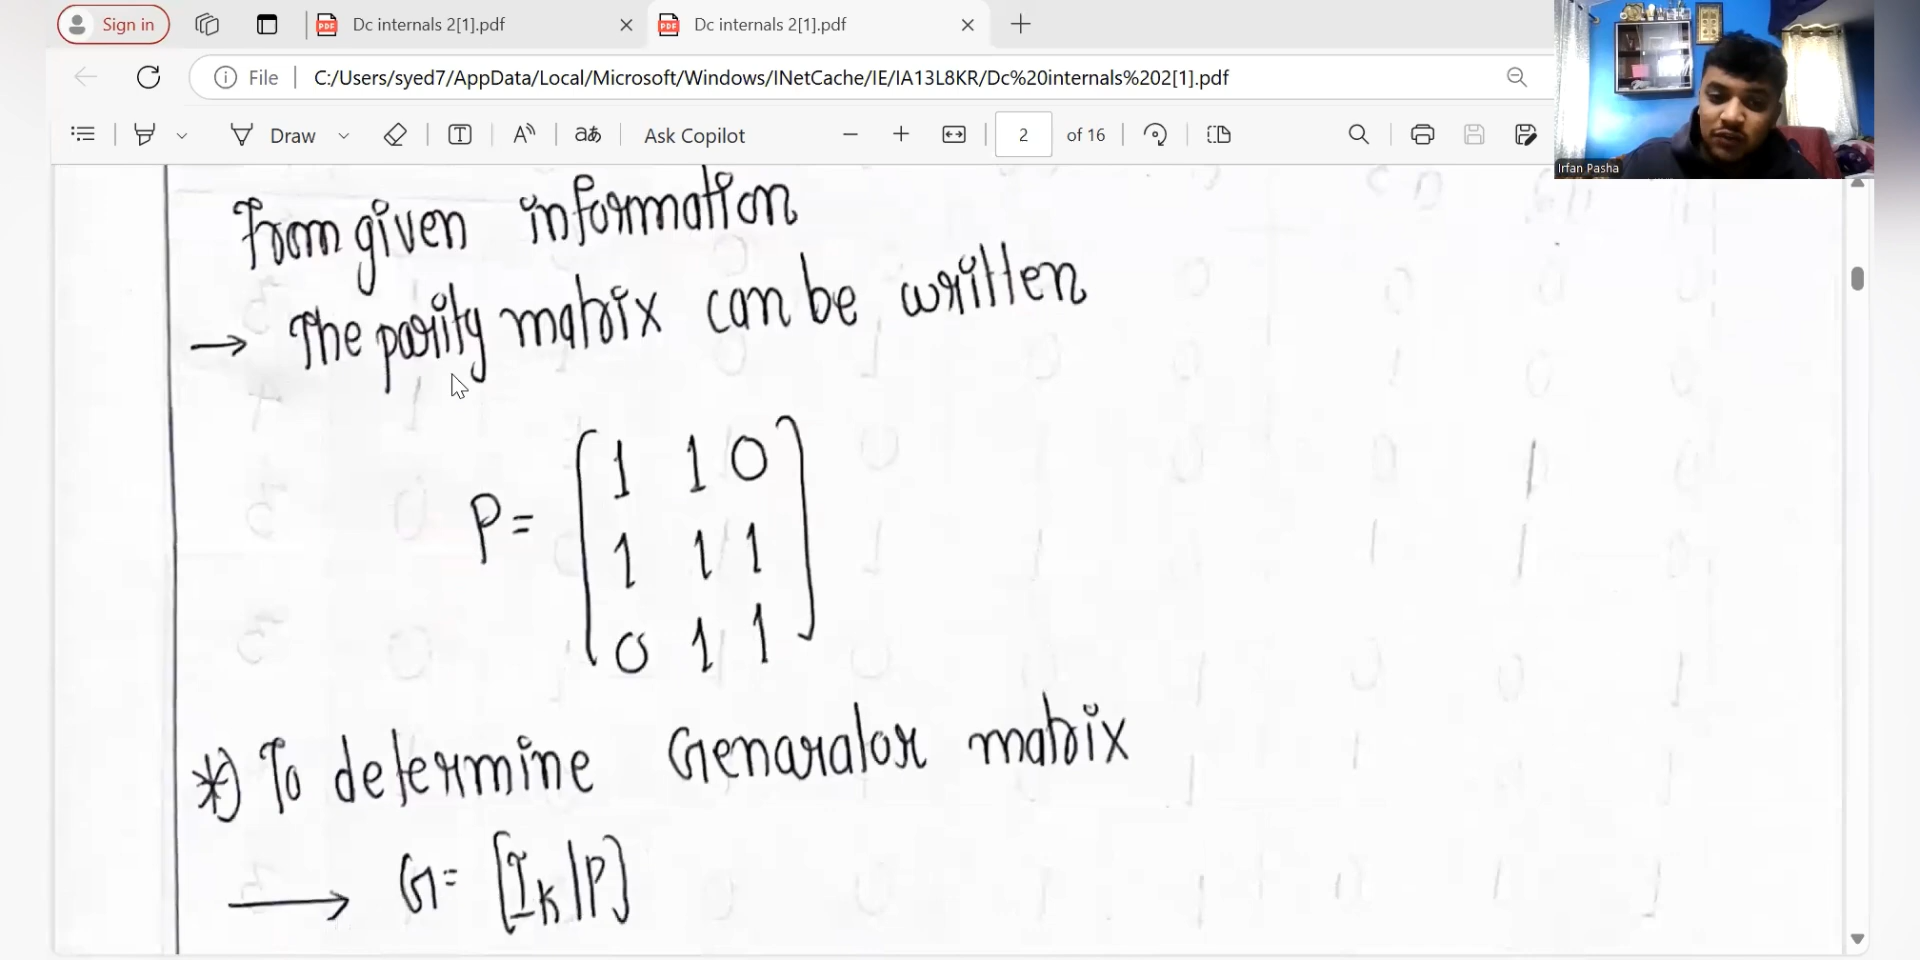 Sign in
Dc internals 2[1].pdf
Dc internals 2[1].pdf
File
C:/Users/syed7/AppData/Local/Microsoft/Windows/INetCache/IE/IA13L8KR/Dc%20internals%202[1].pdf
Draw
Ask Copilot
2 of 16
Irfan Pasha
From given information
→ The parity matrix can be written
P = [ 1 1 0
1 1 1
0 1 1 ]
*) To determine Genarator matrix
→ G = [I_K | P]